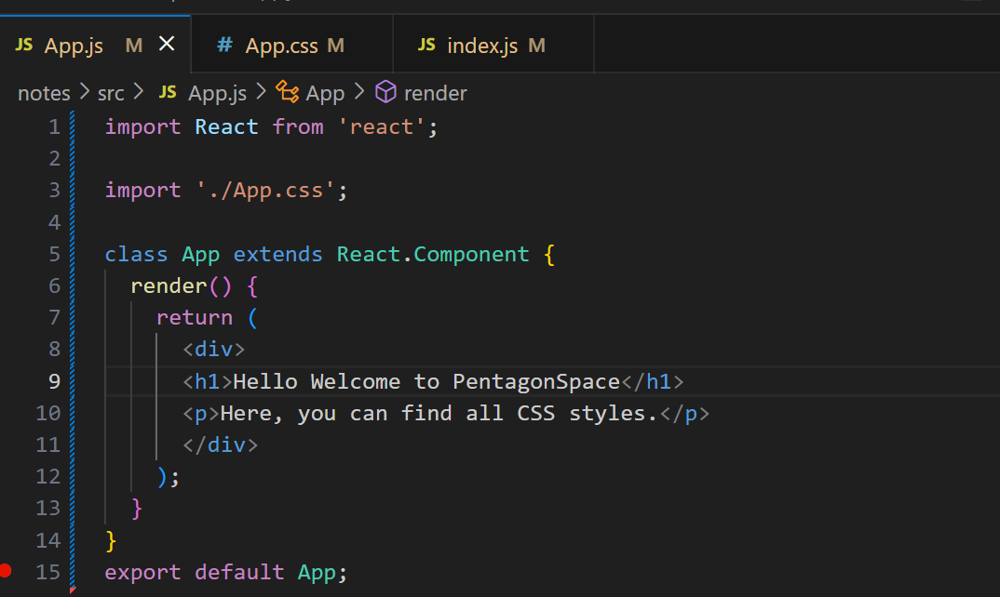 JS App.js M × # App.css M JS index.js M
notes > src > JS App.js > App > render
1 import React from 'react';
2
3 import './App.css';
4
5 class App extends React.Component {
6   render() {
7     return (
8       <div>
9       <h1>Hello Welcome to PentagonSpace</h1>
10       <p>Here, you can find all CSS styles.</p>
11       </div>
12     );
13   }
14 }
15 export default App;